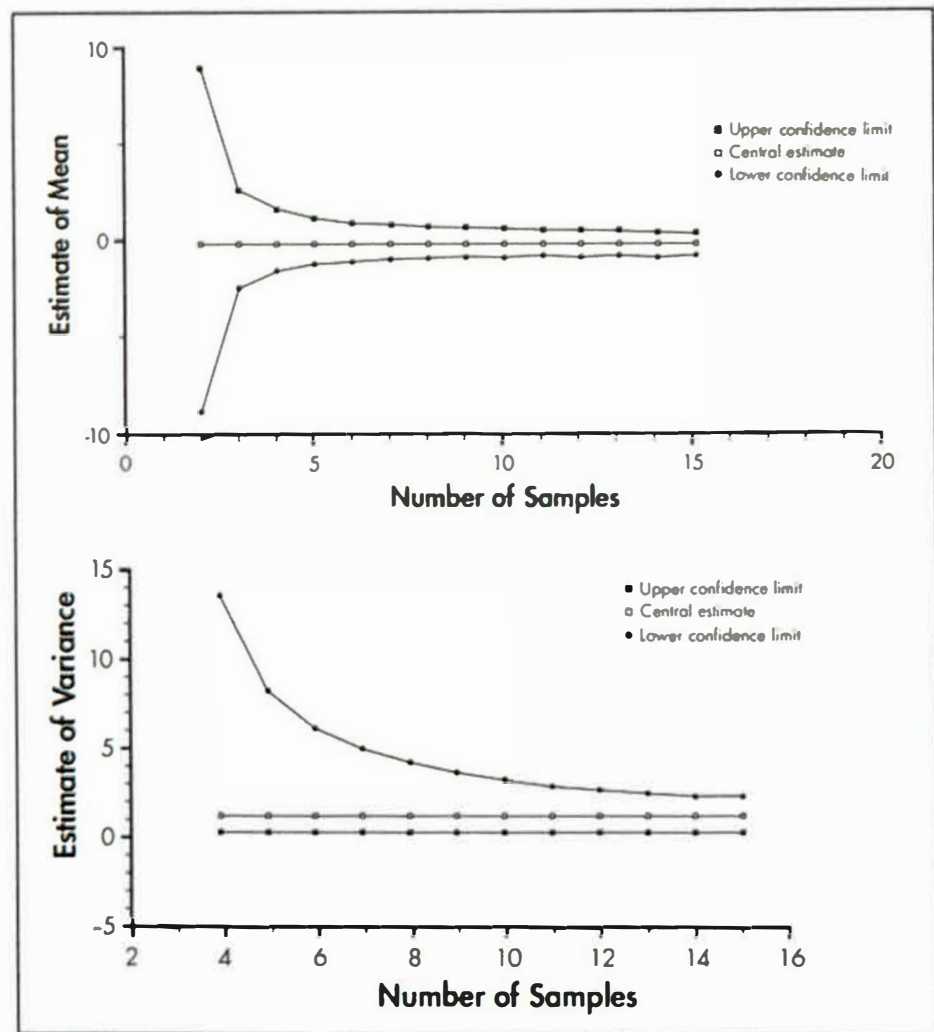 10
0
-10
Estimate of Mean
Upper confidence limit
Central estimate
Lower confidence limit
0
5
10
15
20
Number of Samples
15
10
5
0
-5
Estimate of Variance
Upper confidence limit
Central estimate
Lower confidence limit
2
4
6
8
10
12
14
16
Number of Samples